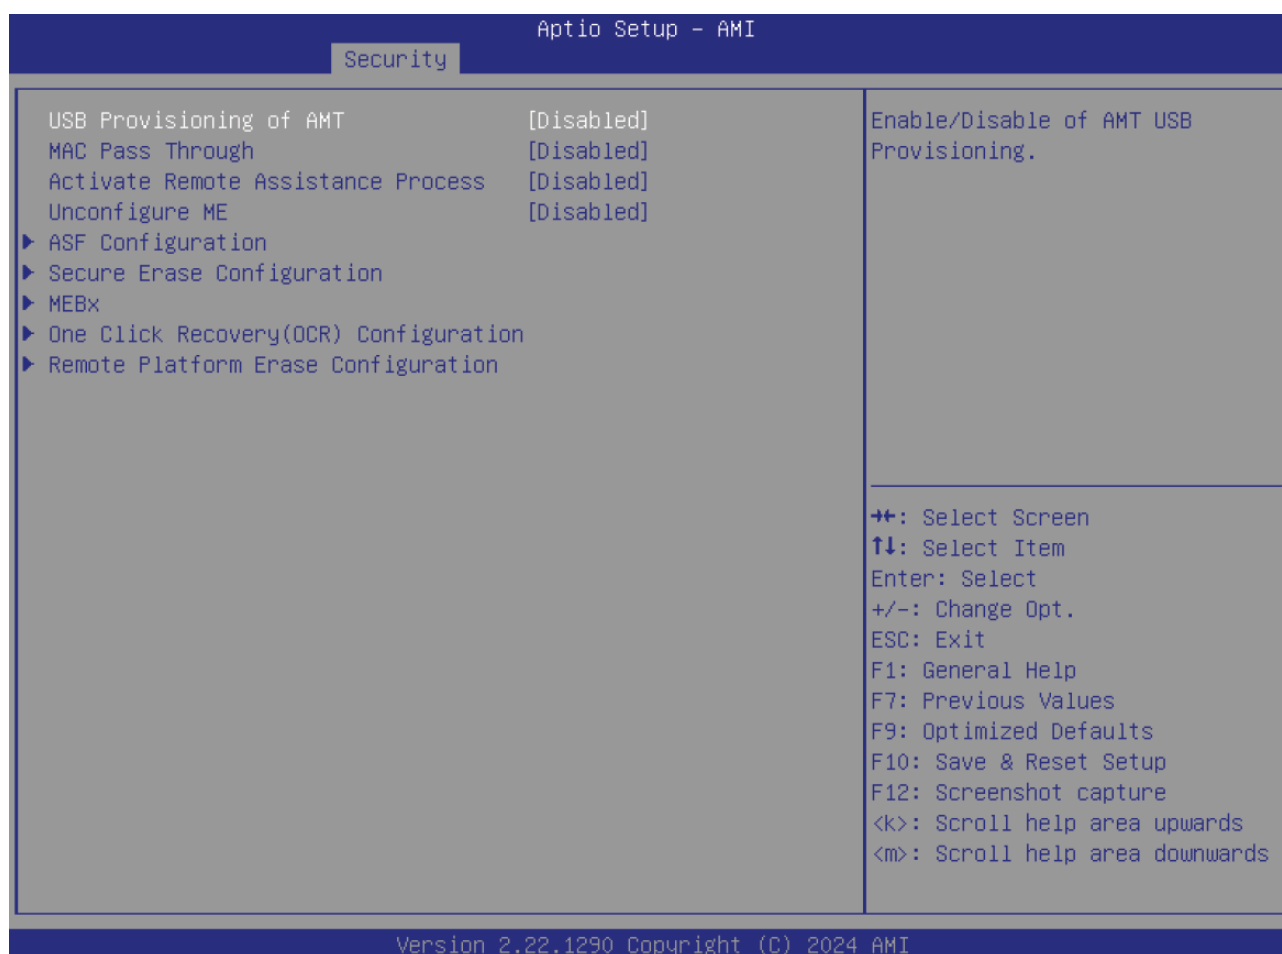 Aptio Setup – AMI
Security
USB Provisioning of AMT [Disabled]
MAC Pass Through [Disabled]
Activate Remote Assistance Process [Disabled]
Unconfigure ME [Disabled]
▶ ASF Configuration
▶ Secure Erase Configuration
▶ MEBx
▶ One Click Recovery(OCR) Configuration
▶ Remote Platform Erase Configuration
Enable/Disable of AMT USB
Provisioning.
→←: Select Screen
↑↓: Select Item
Enter: Select
+/-: Change Opt.
ESC: Exit
F1: General Help
F7: Previous Values
F9: Optimized Defaults
F10: Save & Reset Setup
F12: Screenshot capture
<k>: Scroll help area upwards
<m>: Scroll help area downwards
Version 2.22.1290 Copyright (C) 2024 AMI